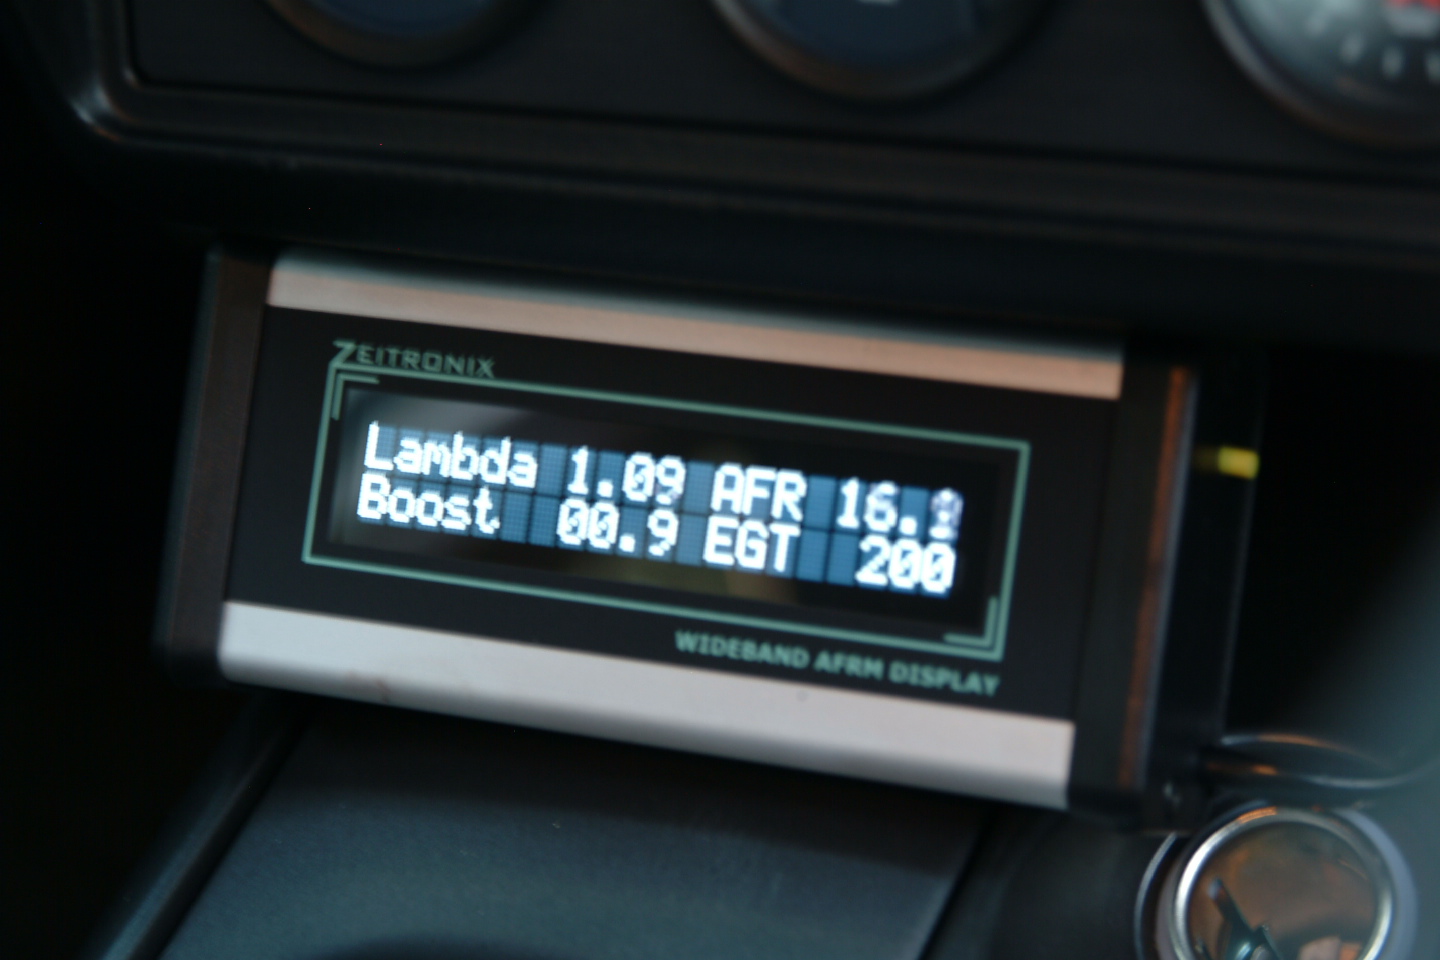 ZEITRONIX
Lambda 1.09 AFR 16.
Boost 00.9 EGT 200
WIDEBAND AFRM DISPLAY